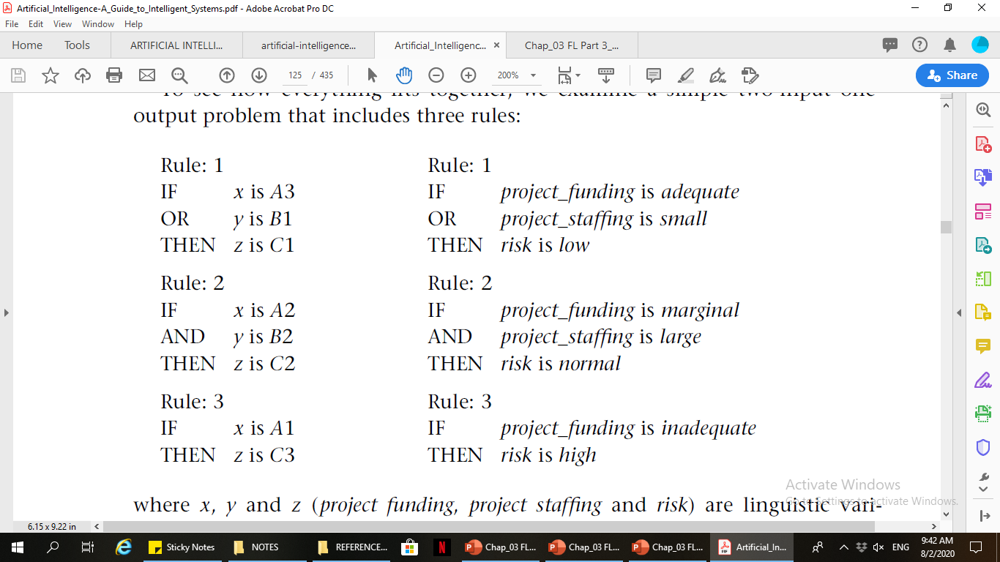 Artificial_Intelligence-A_Guide_to_Intelligent_Systems.pdf - Adobe Acrobat Pro DC
File Edit View Window Help
Home Tools ARTIFICIAL INTELLI... artificial-intelligence... Artificial_Intelligenc... × Chap_03 FL Part 3_...
125 / 435 200% Share
To see how everything fits together, we examine a simple two-input one-
output problem that includes three rules:
Rule: 1 Rule: 1
IF x is A3 IF project_funding is adequate
OR y is B1 OR project_staffing is small
THEN z is C1 THEN risk is low
Rule: 2 Rule: 2
IF x is A2 IF project_funding is marginal
AND y is B2 AND project_staffing is large
THEN z is C2 THEN risk is normal
Rule: 3 Rule: 3
IF x is A1 IF project_funding is inadequate
THEN z is C3 THEN risk is high
Activate Windows
Go to Settings to activate Windows.
where x, y and z (project funding, project staffing and risk) are linguistic vari-
6.15 x 9.22 in
Sticky Notes NOTES REFERENCE... N Chap_03 FL... Chap_03 FL... Chap_03 FL... Artificial_In... ENG 9:42 AM
8/2/2020